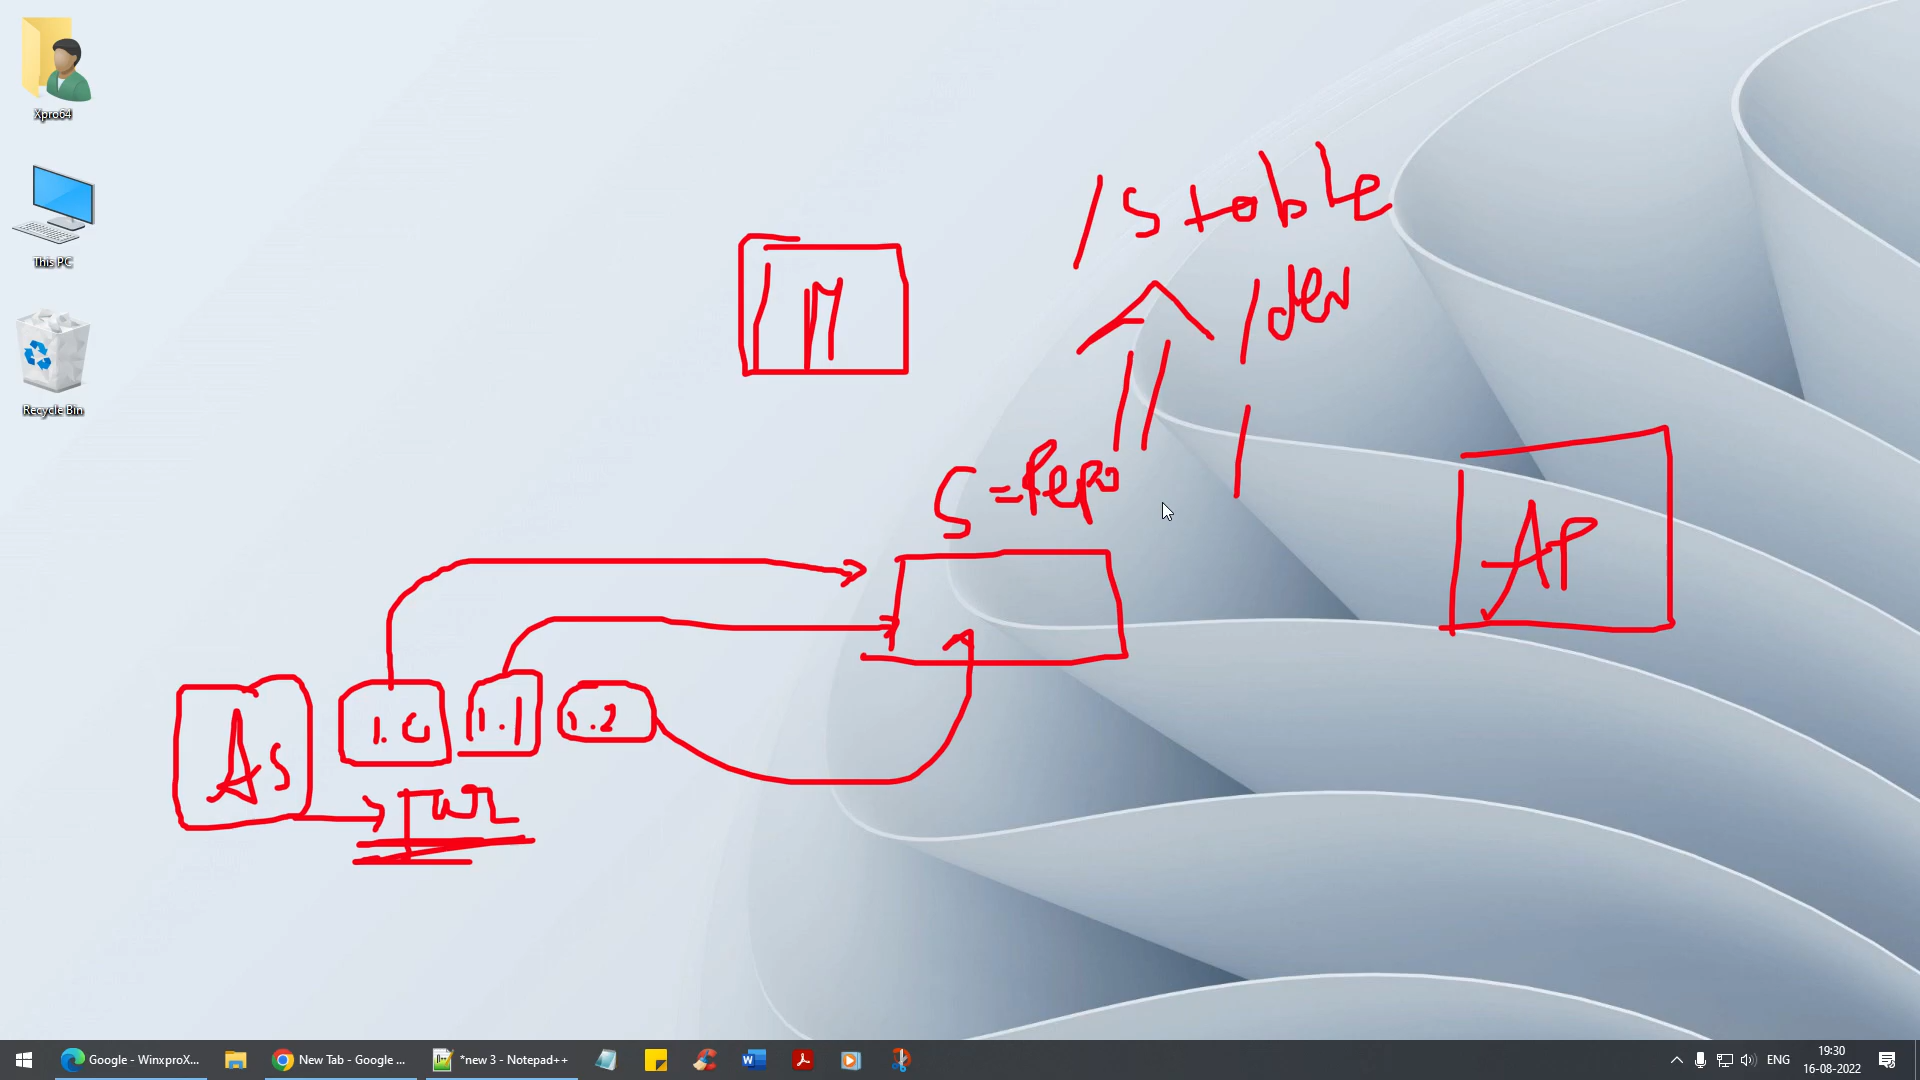 Xpro64
This PC
Recycle Bin
/Stable
/dev
M
S = Repo
AP
AS
1.0
1.1
1.2
Google - WinxproX...
New Tab - Google ...
*new 3 - Notepad++
ENG
19:30
16-08-2022